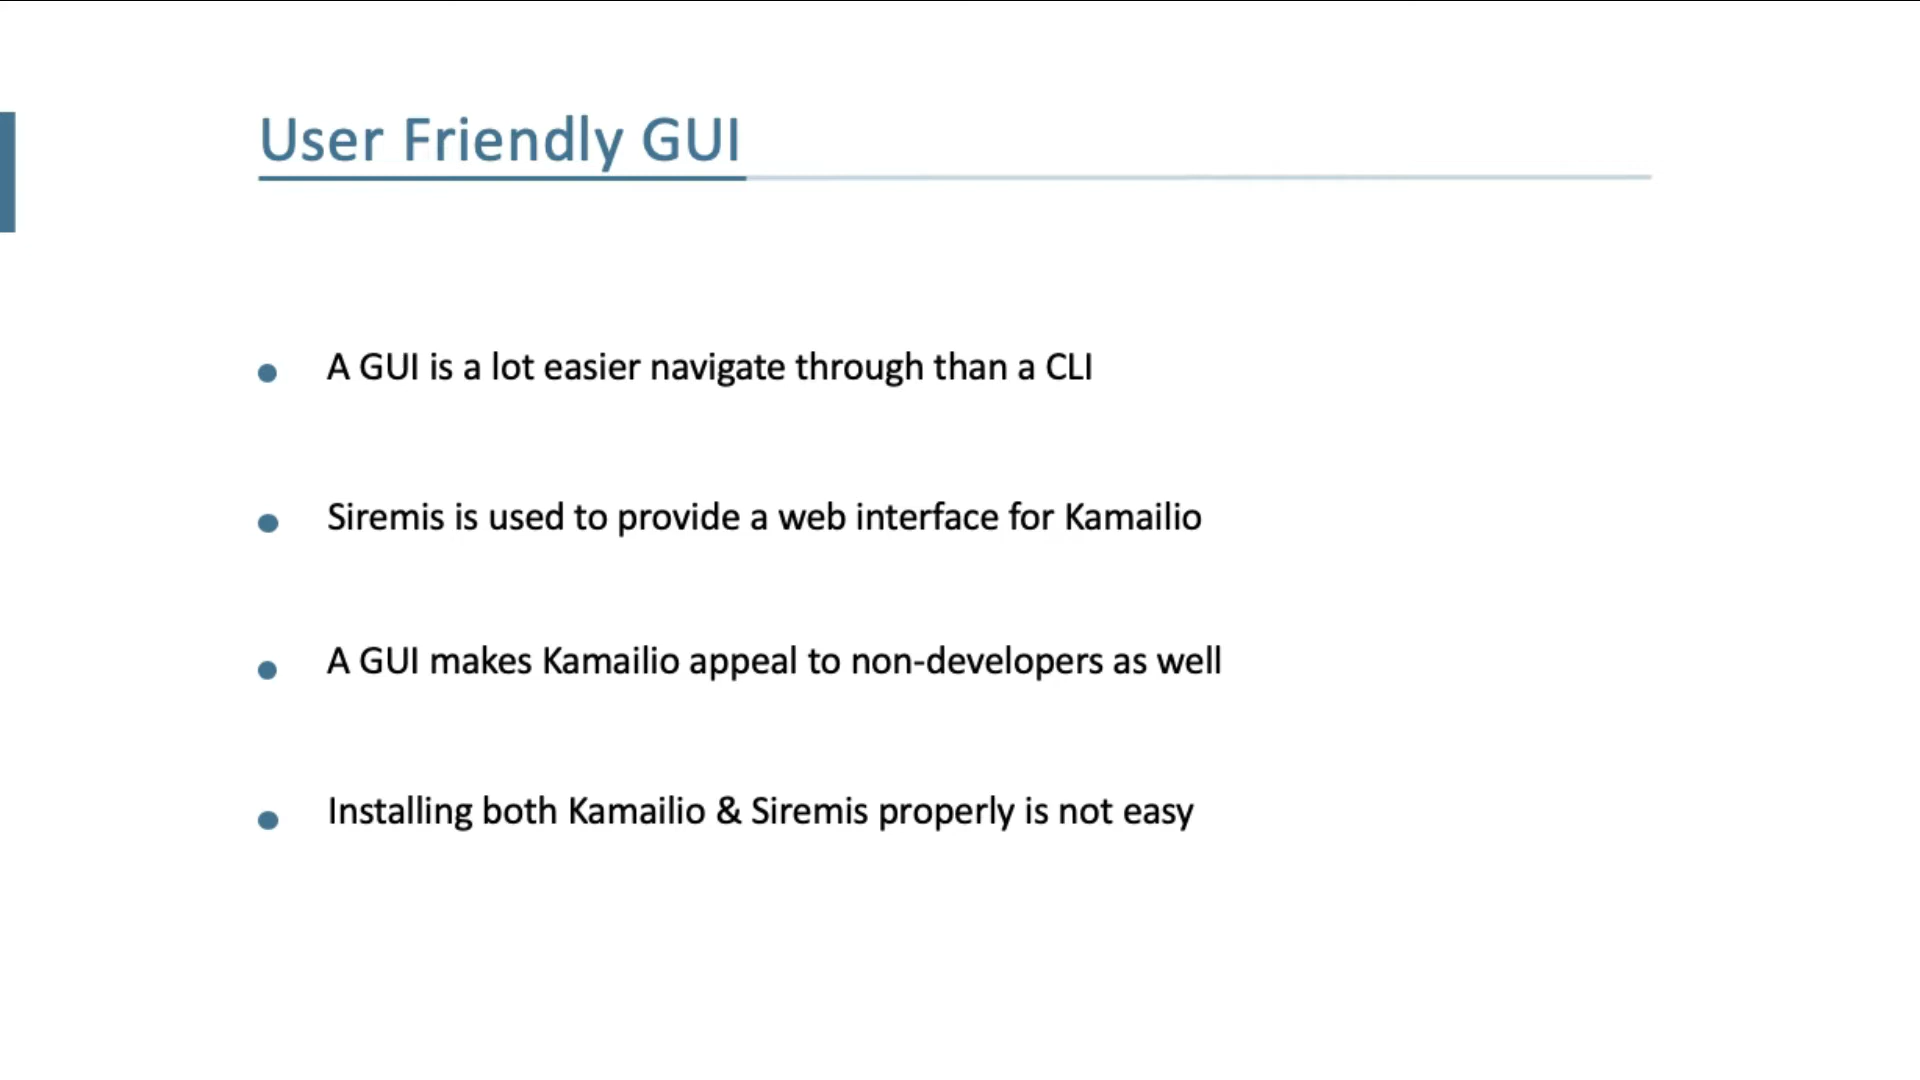 User Friendly GUI
A GUI is a lot easier navigate through than a CLI
Siremis is used to provide a web interface for Kamailio
A GUI makes Kamailio appeal to non-developers as well
Installing both Kamailio & Siremis properly is not easy